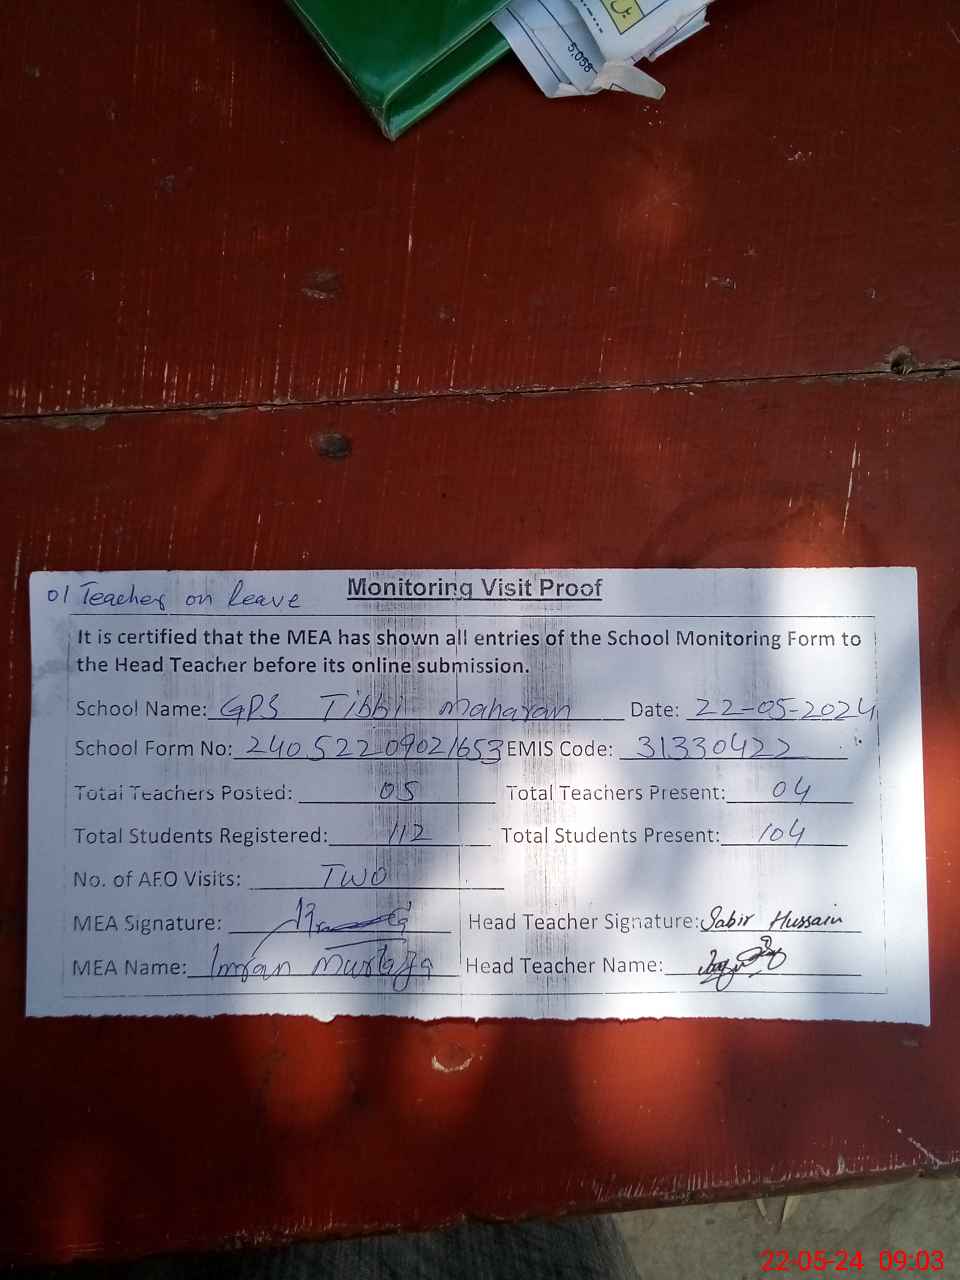 5,058
01 Teacher on leave
Monitoring Visit Proof
It is certified that the MEA has shown all entries of the School Monitoring Form to
the Head Teacher before its online submission.
School Name: GPS Tibbi Maharan Date: 22-05-2024
School Form No: 24052209021653 EMIS Code: 31330422
Total Teachers Posted: 05 Total Teachers Present: 04
Total Students Registered: 112 Total Students Present: 104
No. of AEO Visits: TWO
MEA Signature: Head Teacher Signature: Sabir Hussain
MEA Name: Imran Murtaza Head Teacher Name:
22-05-24 09:03